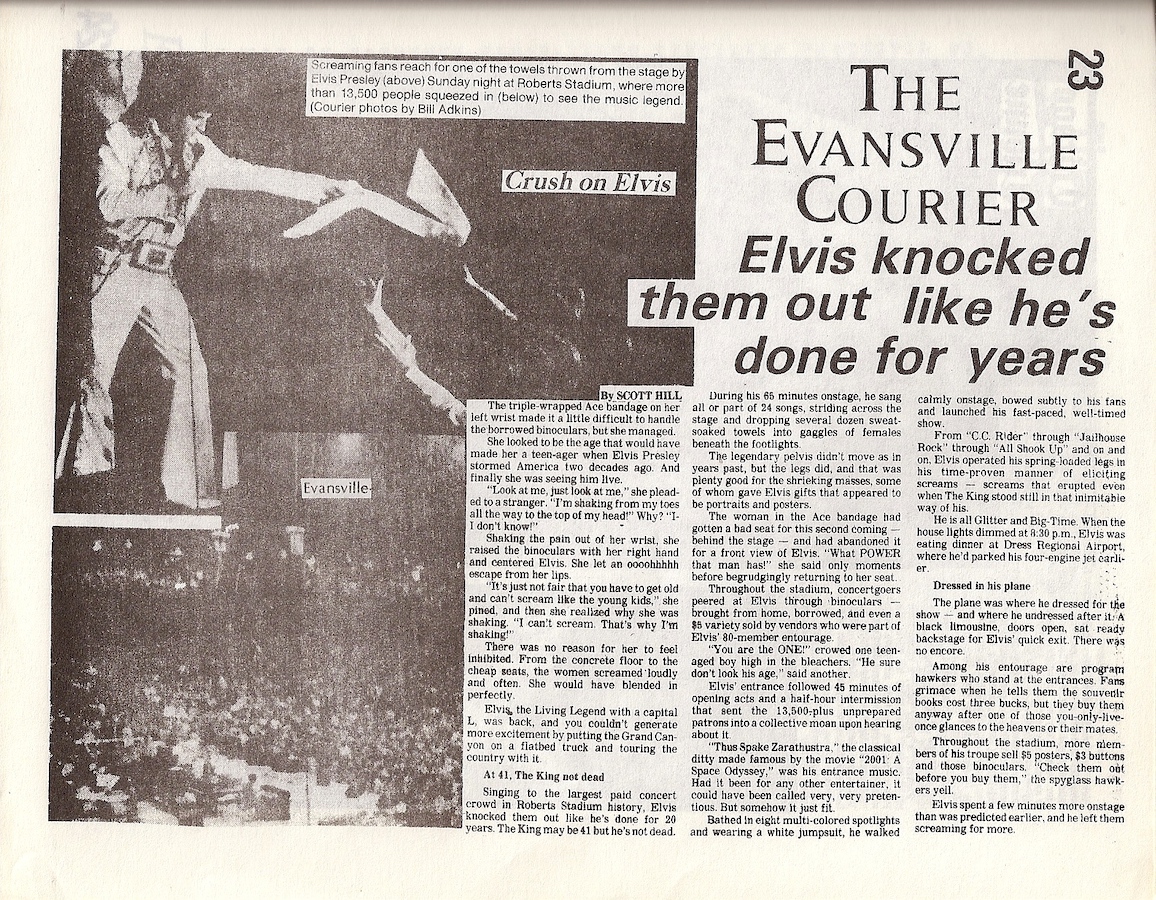 23
Screaming fans reach for one of the towels thrown from the stage by
Elvis Presley (above) Sunday night at Roberts Stadium, where more
than 13,500 people squeezed in (below) to see the music legend.
(Courier photos by Bill Adkins)
Crush on Elvis
THE
EVANSVILLE
COURIER
Elvis knocked
them out like he's
done for years
Evansville
By SCOTT HILL
The triple-wrapped Ace bandage on her
left wrist made it a little difficult to handle
the borrowed binoculars, but she managed.
She looked to be the age that would have
made her a teen-ager when Elvis Presley
stormed America two decades ago. And
finally she was seeing him live.
"Look at me, just look at me," she plead-
ed to a stranger. "I'm shaking from my toes
all the way to the top of my head!" Why? "I-
I don't know!"
Shaking the pain out of her wrist, she
raised the binoculars with her right hand
and centered Elvis. She let an oooohhhhh
escape from her lips.
"It's just not fair that you have to get old
and can't scream like the young kids," she
pined, and then she realized why she was
shaking. "I can't scream. That's why I'm
shaking!"
There was no reason for her to feel
inhibited. From the concrete floor to the
cheap seats, the women screamed loudly
and often. She would have blended in
perfectly.
Elvis, the Living Legend with a capital
L, was back, and you couldn't generate
more excitement by putting the Grand Can-
yon on a flatbed truck and touring the
country with it.
At 41, The King not dead
Singing to the largest paid concert
crowd in Roberts Stadium history, Elvis
knocked them out like he's done for 20
years. The King may be 41 but he's not dead.
During his 65 minutes onstage, he sang
all or part of 24 songs, striding across the
stage and dropping several dozen sweat-
soaked towels into gaggles of females
beneath the footlights.
The legendary pelvis didn't move as in
years past, but the legs did, and that was
plenty good for the shrieking masses, some
of whom gave Elvis gifts that appeared to
be portraits and posters.
The woman in the Ace bandage had
gotten a bad seat for this second coming —
behind the stage — and had abandoned it
for a front view of Elvis. "What POWER
that man has!" she said only moments
before begrudgingly returning to her seat.
Throughout the stadium, concertgoers
peered at Elvis through binoculars —
brought from home, borrowed, and even a
$5 variety sold by vendors who were part of
Elvis' 80-member entourage.
"You are the ONE!" crowed one teen-
aged boy high in the bleachers. "He sure
don't look his age," said another.
Elvis' entrance followed 45 minutes of
opening acts and a half-hour intermission
that sent the 13,500-plus unprepared
patrons into a collective moan upon hearing
about it
"Thus Spake Zarathustra," the classical
ditty made famous by the movie "2001: A
Space Odyssey," was his entrance music.
Had it been for any other entertainer, it
could have been called very, very preten-
tious. But somehow it just fit.
Bathed in eight multi-colored spotlights
and wearing a white jumpsuit, he walked
calmly onstage, bowed subtly to his fans
and launched his fast-paced, well-timed
show.
From "C.C. Rider" through "Jailhouse
Rock" through "All Shook Up" and on and
on, Elvis operated his spring-loaded legs in
his time-proven manner of eliciting
screams — screams that erupted even
when The King stood still in that inimitable
way of his.
He is all Glitter and Big-Time. When the
house lights dimmed at 8:30 p.m., Elvis was
eating dinner at Dress Regional Airport,
where he'd parked his four-engine jet earli-
er.
Dressed in his plane
The plane was where he dressed for the
show — and where he undressed after it. A
black limousine, doors open, sat ready
backstage for Elvis' quick exit. There was
no encore.
Among his entourage are program
hawkers who stand at the entrances. Fans
grimace when he tells them the souvenir
books cost three bucks, but they buy them
anyway after one of those you-only-live-
once glances to the heavens or their mates.
Throughout the stadium, more mem-
bers of his troupe sell $5 posters, $3 buttons
and those binoculars. "Check them out
before you buy them," the spyglass hawk-
ers yell.
Elvis spent a few minutes more onstage
than was predicted earlier, and he left them
screaming for more.